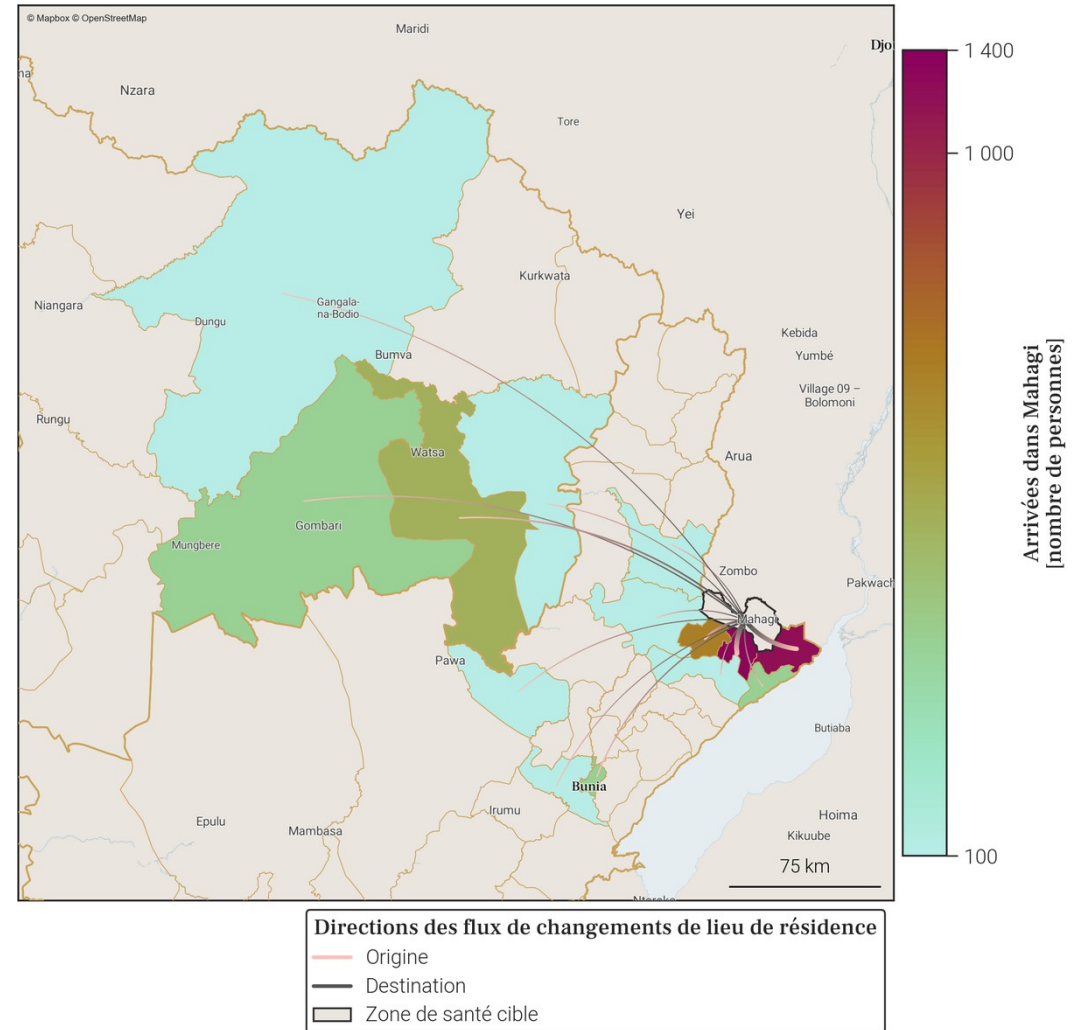 © Mapbox © OpenStreetMap
Maridi
Djo
na
Nzara
Tore
Yei
Kurkwata
Niangara
Gangala-
na-Bodio
Dungu
Kebida
Bumva
Yumbé
Village 09 –
Bolomoni
Rungu
Watsa
Arua
Gombari
Mungbere
Zombo
Pakwach
Mahagi
Pawa
Butiaba
Bunia
Irumu
Epulu
Mambasa
Hoima
Kikuube
75 km
1 400
1 000
100
Arrivées dans Mahagi
[nombre de personnes]
Directions des flux de changements de lieu de résidence
Origine
Destination
Zone de santé cible